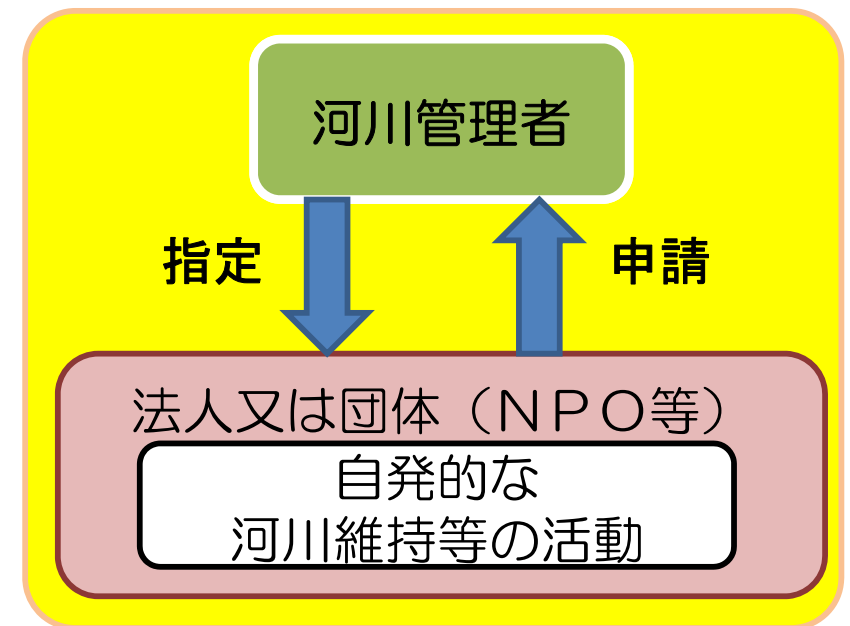 河川管理者
指定
申請
法人又は団体（ＮＰＯ等）
自発的な
河川維持等の活動